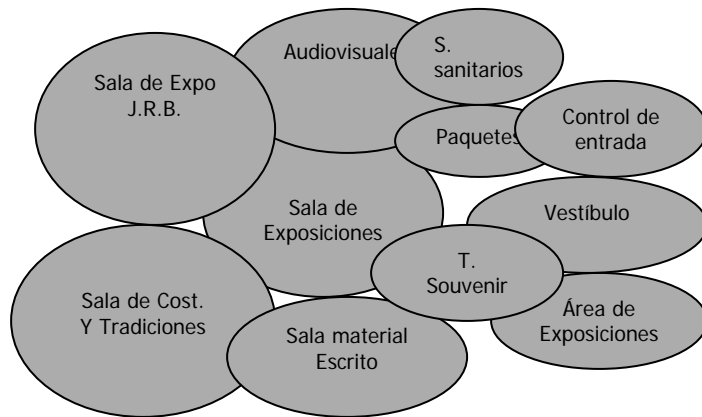 Audiovisuale
S.
sanitarios
Sala de Expo
J.R.B.
Control de
entrada
Paquetes
Sala de
Exposiciones
Vestíbulo
T.
Souvenir
Sala de Cost.
Y Tradiciones
Área de
Exposiciones
Sala material
Escrito